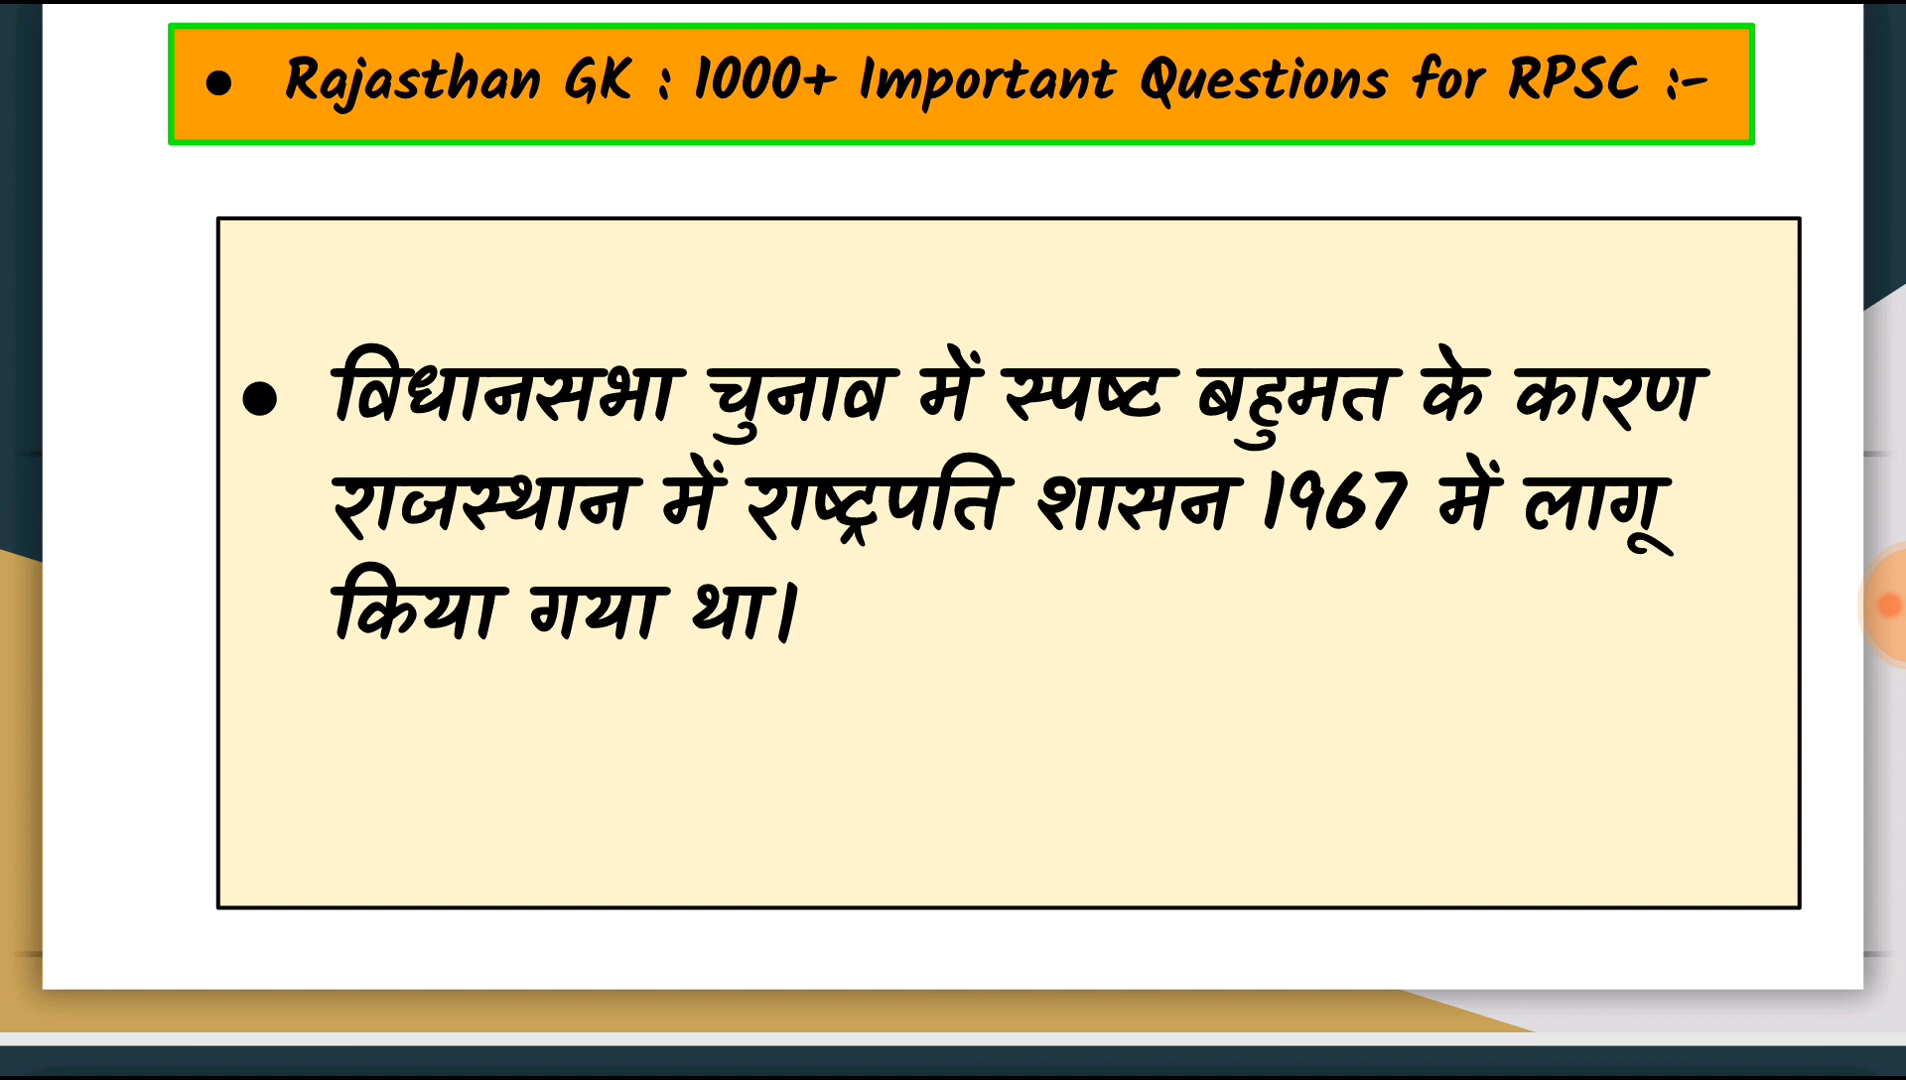 ● Rajasthan GK : 1000+ Important Questions for RPSC :-
● विधानसभा चुनाव में स्पष्ट बहुमत के कारण
राजस्थान में राष्ट्रपति शासन 1967 में लागू
किया गया था।